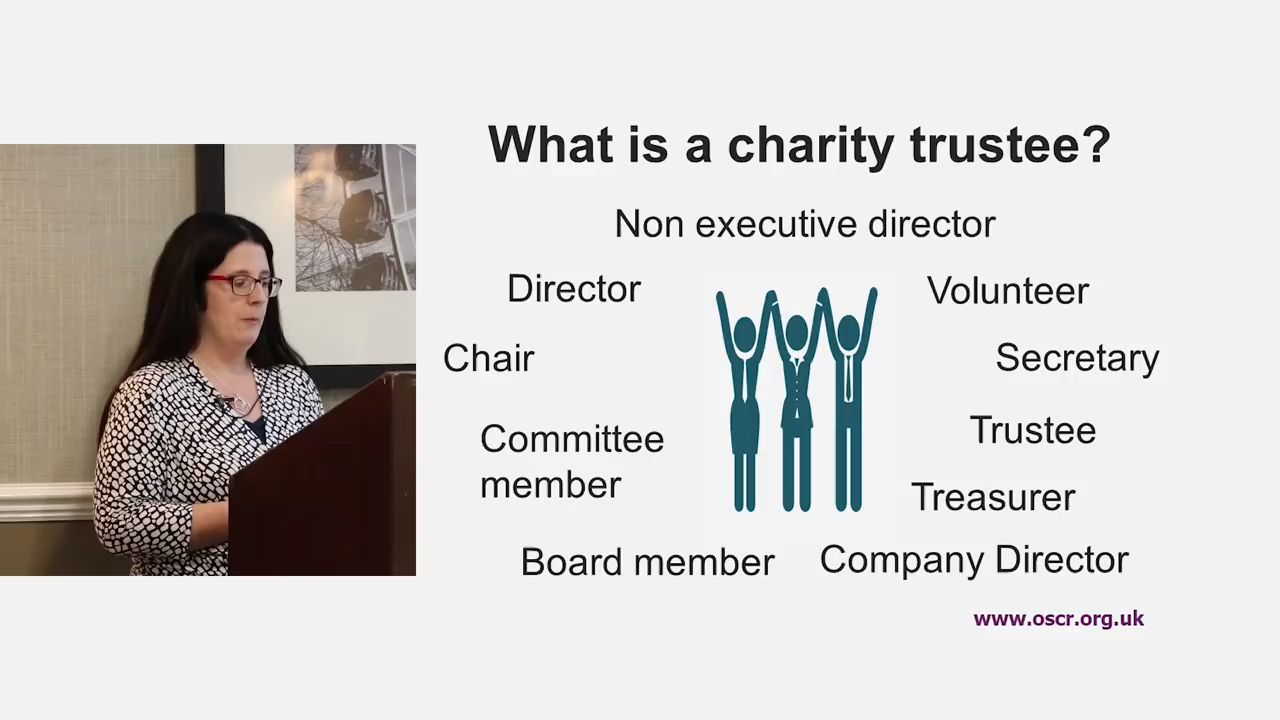 What is a charity trustee?
Non executive director
Director
Volunteer
Chair
Secretary
Committee
member
Trustee
Treasurer
Board member
Company Director
www.oscr.org.uk